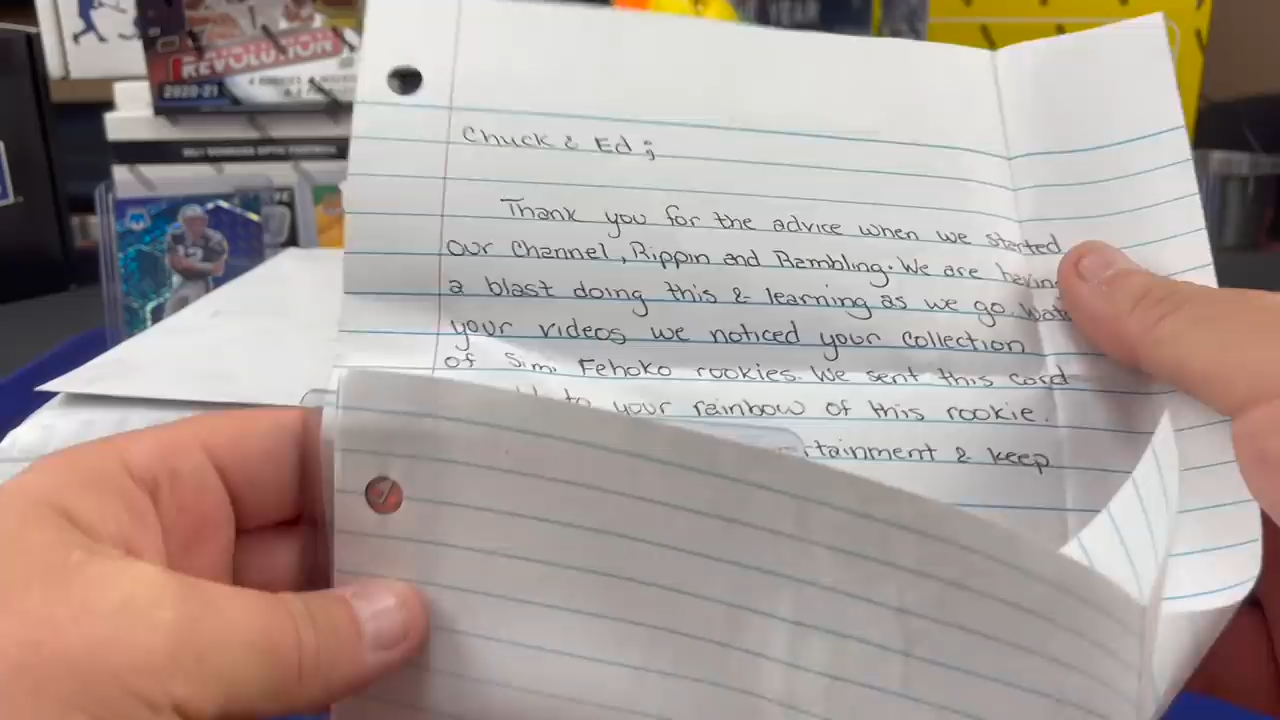 REVOLUTION
2020-21
YEAR
Chuck & Ed;
Thank you for the advice when we started
our Channel, Rippin and Rambling. We are
a blast doing this & learning as we go.
your videos we noticed your collection
of Simi Fehoko rookies. We sent this card
to your rainbow of this rookie.
& keep